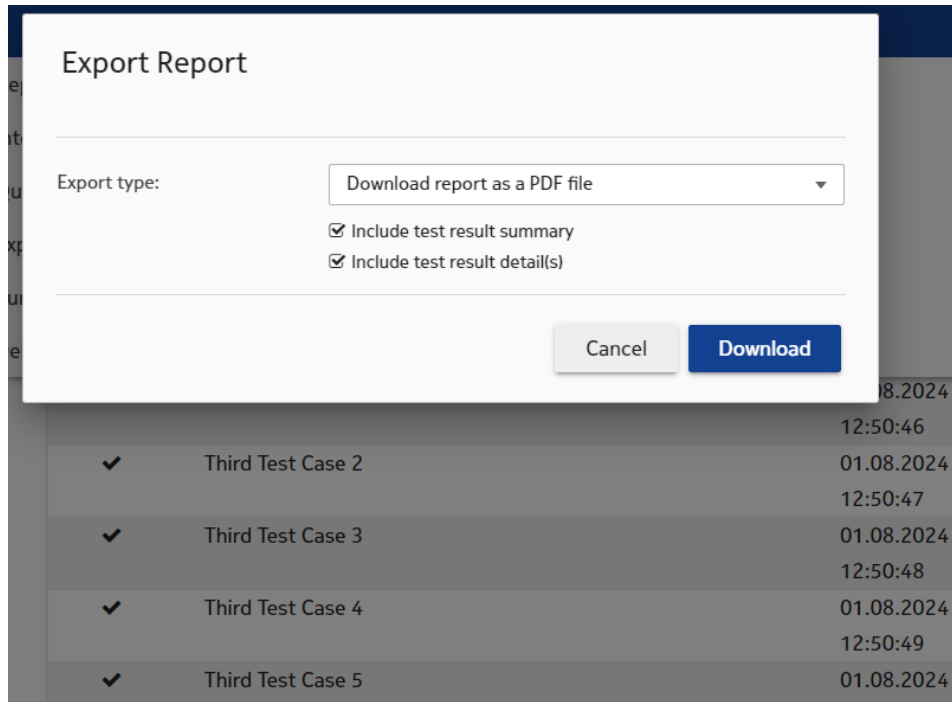 Export Report
Export type:
Download report as a PDF file
Include test result summary
Include test result detail(s)
Cancel
Download
08.2024
12:50:46
Third Test Case 2
01.08.2024
12:50:47
Third Test Case 3
01.08.2024
12:50:48
Third Test Case 4
01.08.2024
12:50:49
Third Test Case 5
01.08.2024